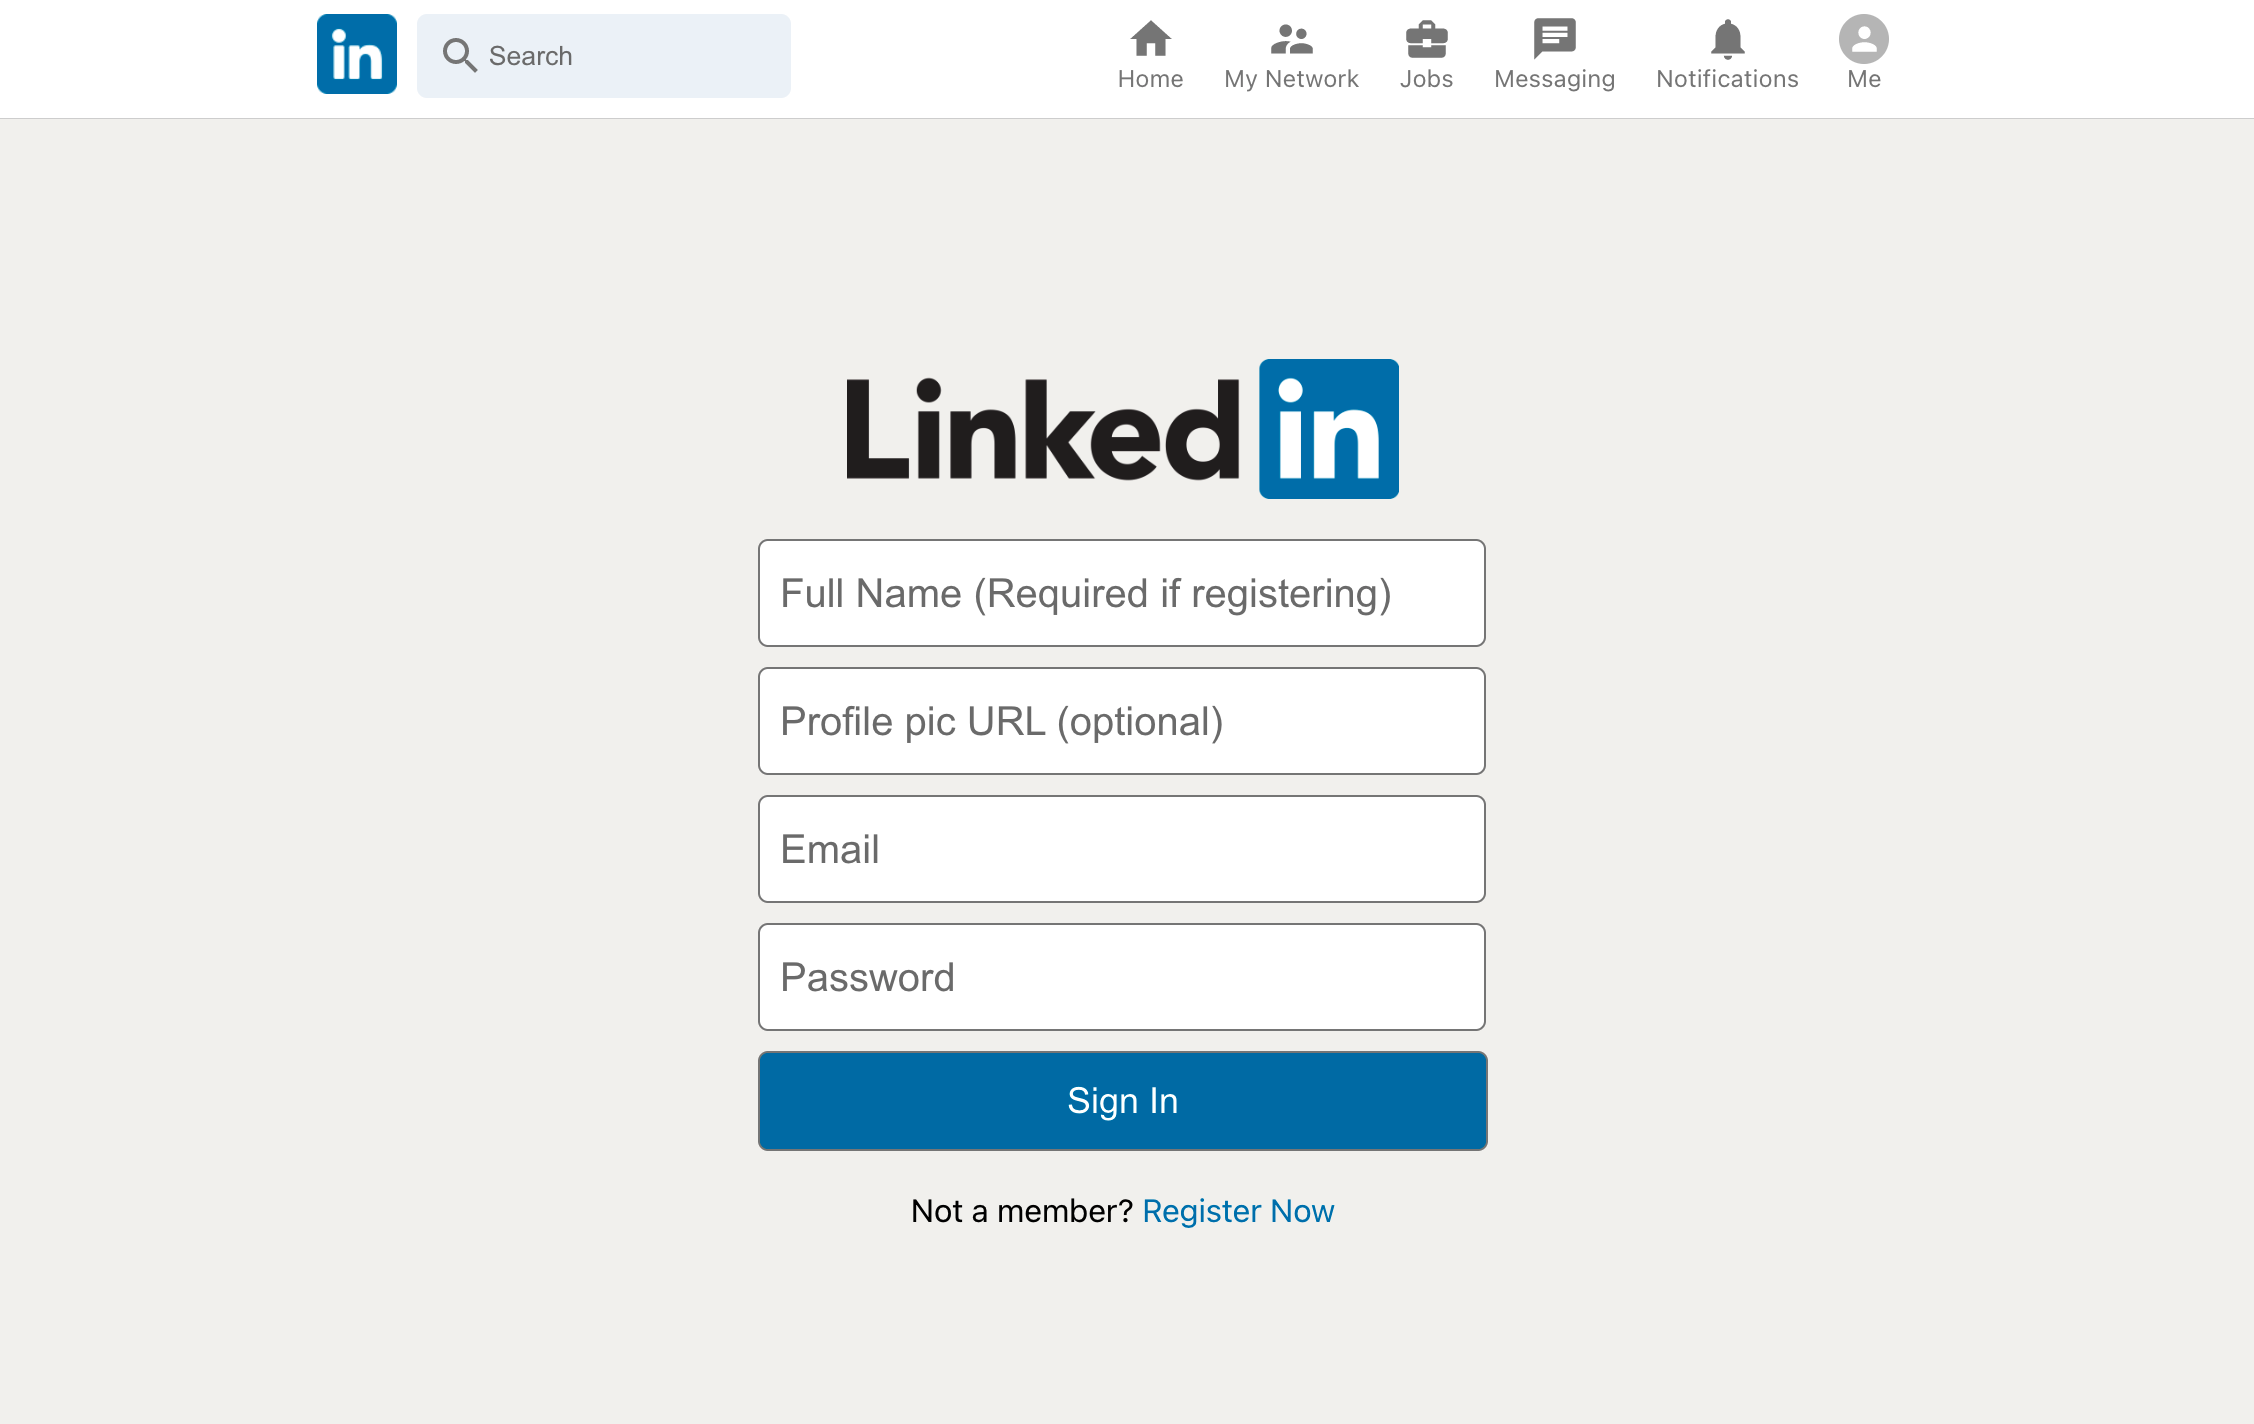 in
Search
Home
My Network
Jobs
Messaging
Notifications
Me
Linked in
Full Name (Required if registering)
Profile pic URL (optional)
Email
Password
Sign In
Not a member? Register Now